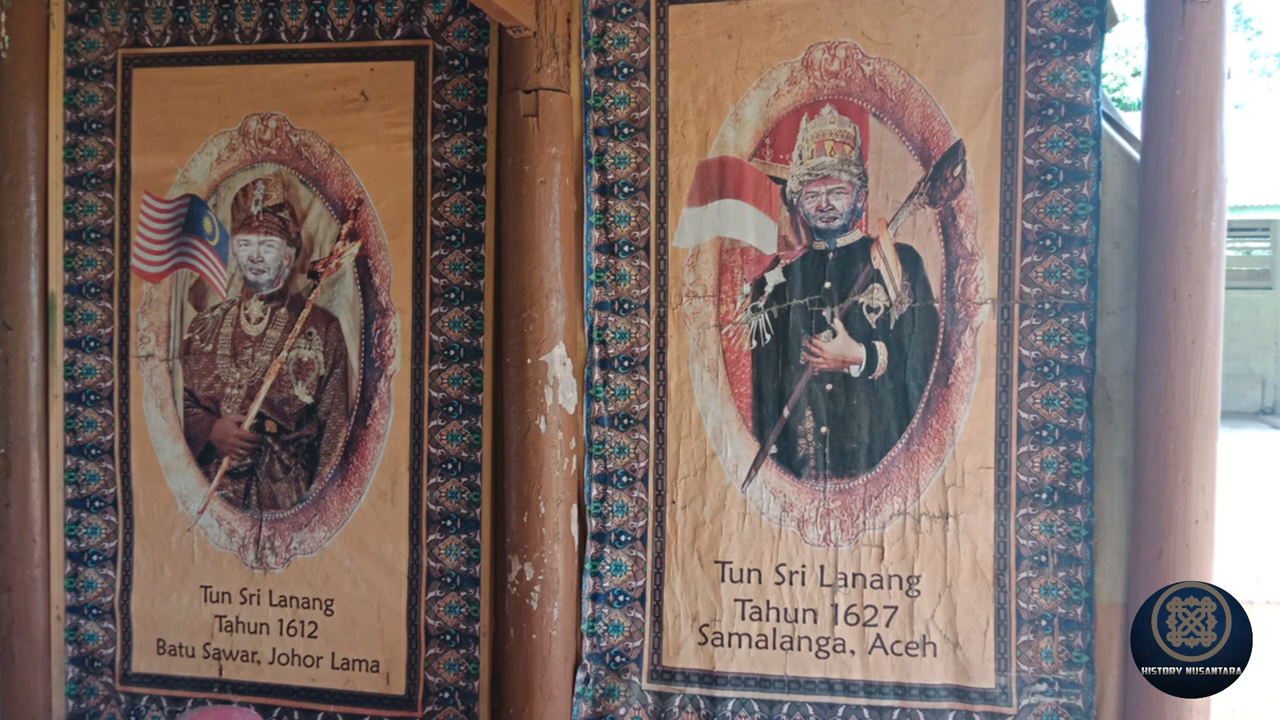 Tun Sri Lanang
Tahun 1612
Batu Sawar, Johor Lama
Tun Sri Lanang
Tahun 1627
Samalanga, Aceh
HISTORY NUSANTARA